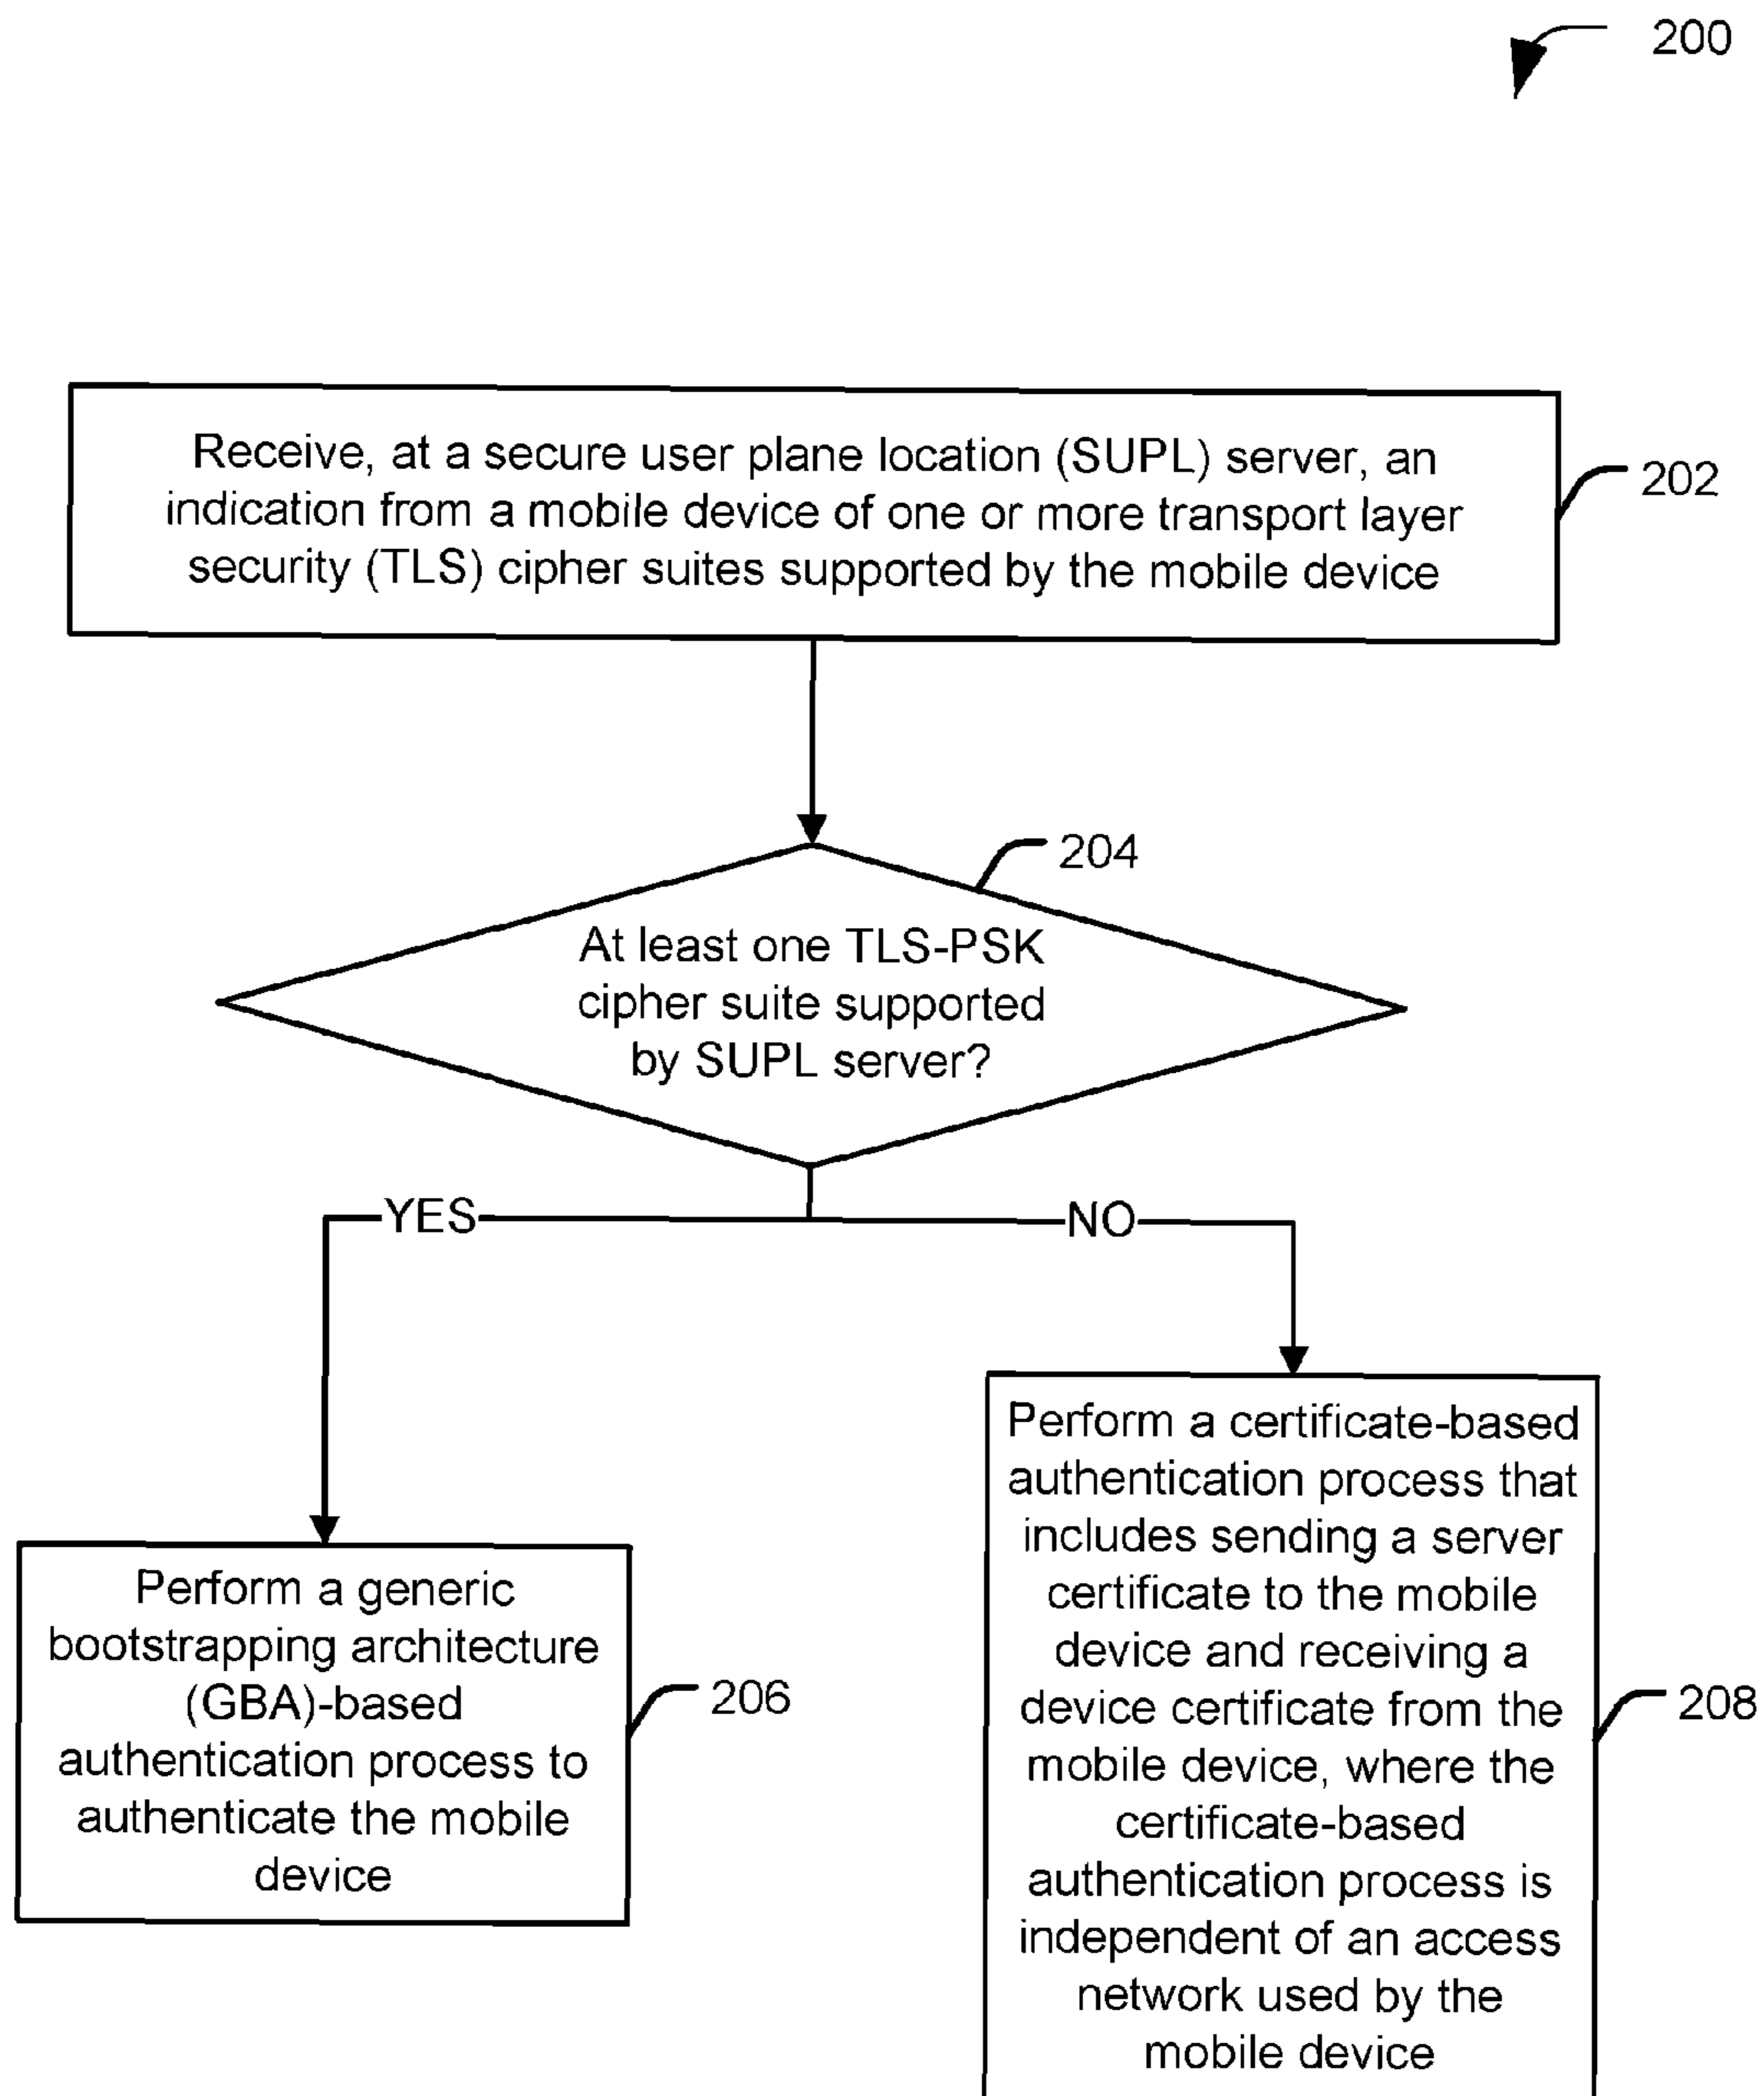 200
Receive, at a secure user plane location (SUPL) server, an
indication from a mobile device of one or more transport layer
security (TLS) cipher suites supported by the mobile device
202
204
At least one TLS-PSK
cipher suite supported
by SUPL server?
YES
NO
Perform a generic
bootstrapping architecture
(GBA)-based
authentication process to
authenticate the mobile
device
206
Perform a certificate-based
authentication process that
includes sending a server
certificate to the mobile
device and receiving a
device certificate from the
mobile device, where the
certificate-based
authentication process is
independent of an access
network used by the
mobile device
208